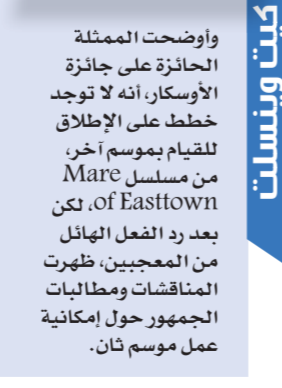 كيت وينسلت
وأوضحت الممثلة
الحائزة على جائزة
الأوسكار، أنه لا توجد
خطط على الإطلاق
للقيام بموسم آخر،
من مسلسل Mare
of Easttown، لكن
بعد رد الفعل الهائل
من المعجبين، ظهرت
المناقشات ومطالبات
الجمهور حول إمكانية
عمل موسم ثان.